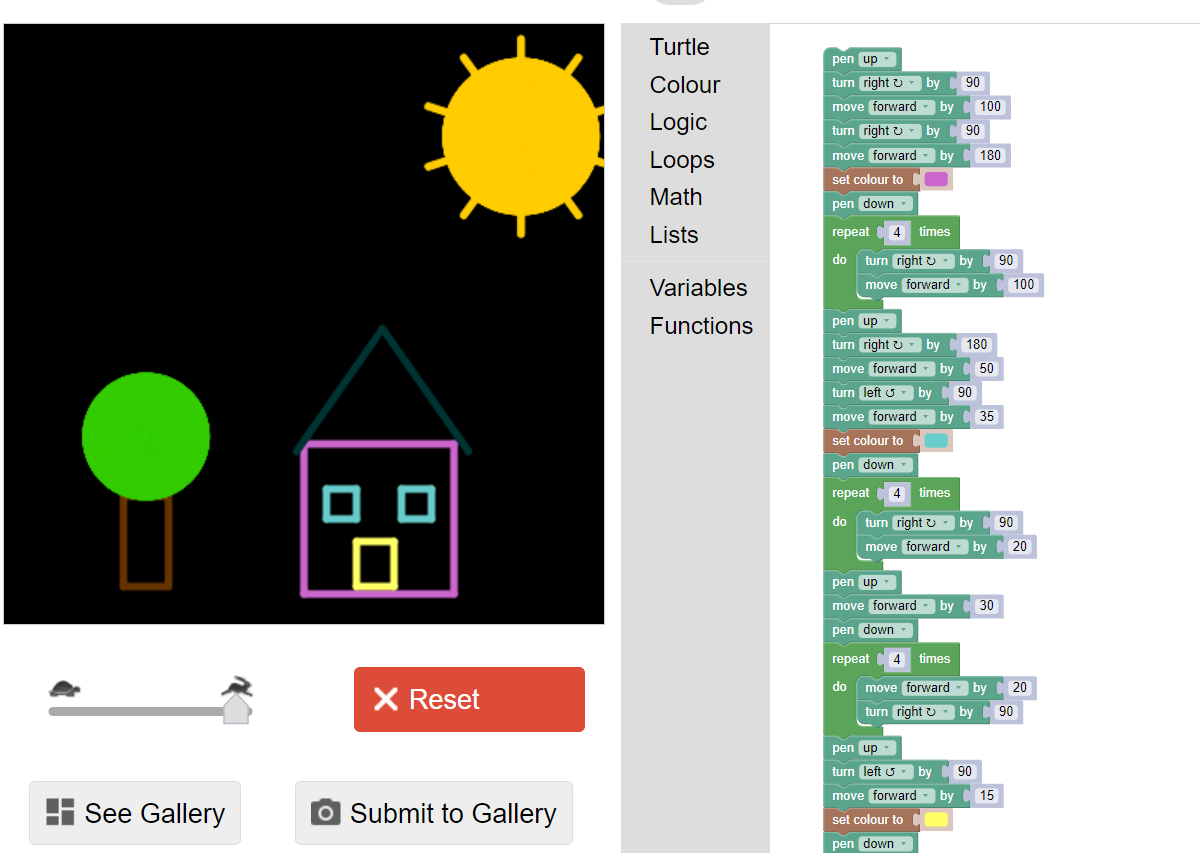 Turtle
Colour
Logic
Loops
Math
Lists
Variables
Functions
pen up
turn right ↻ by 90
move forward by 100
turn right ↻ by 90
move forward by 180
set colour to
pen down
repeat 4 times
do turn right ↻ by 90
move forward by 100
pen up
turn right ↻ by 180
move forward by 50
turn left ↺ by 90
move forward by 35
set colour to
pen down
repeat 4 times
do turn right ↻ by 90
move forward by 20
pen up
move forward by 30
pen down
repeat 4 times
do move forward by 20
turn right ↻ by 90
pen up
turn left ↺ by 90
move forward by 15
set colour to
pen down
Reset
See Gallery
Submit to Gallery